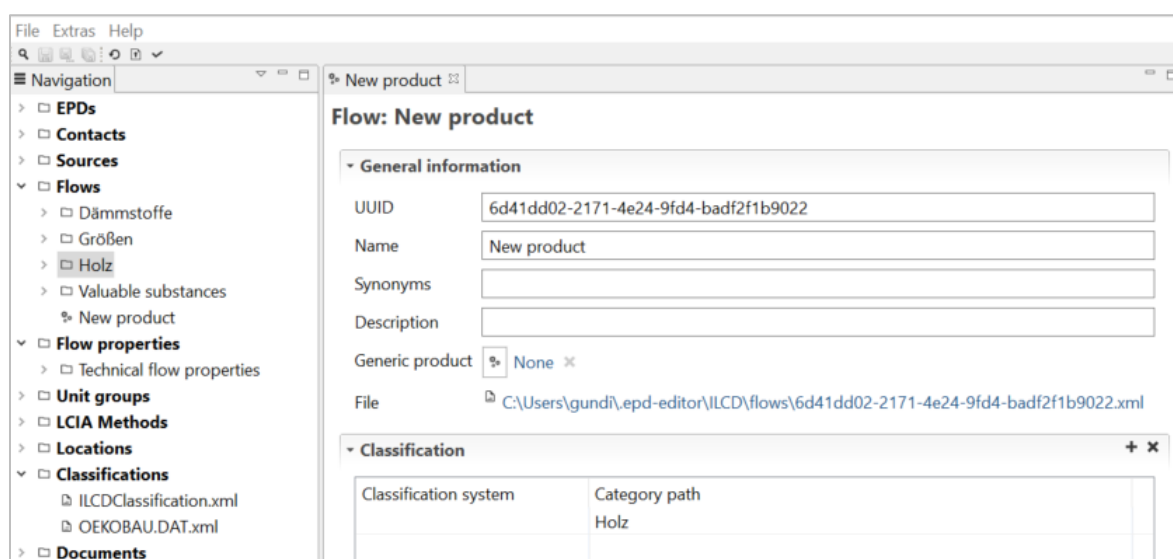 File Extras Help
Navigation
EPDs
Contacts
Sources
Flows
Dämmstoffe
Größen
Holz
Valuable substances
New product
Flow properties
Technical flow properties
Unit groups
LCIA Methods
Locations
Classifications
ILCDClassification.xml
OEKOBAU.DAT.xml
Documents
New product
Flow: New product
General information
UUID 6d41dd02-2171-4e24-9fd4-badf2f1b9022
Name New product
Synonyms
Description
Generic product None
File C:\Users\gundi\.epd-editor\ILCD\flows\6d41dd02-2171-4e24-9fd4-badf2f1b9022.xml
Classification
Classification system Category path
Holz